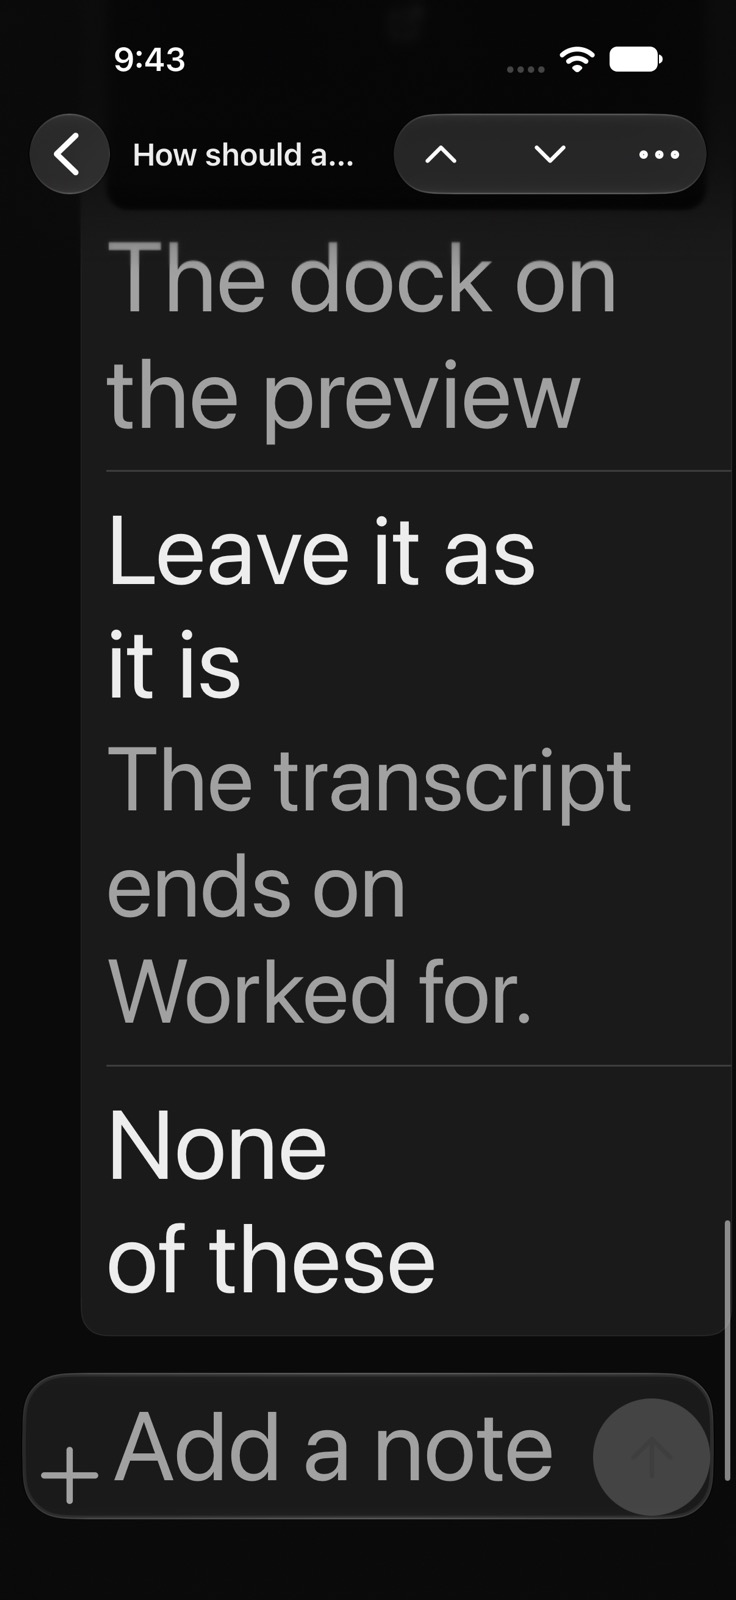 9:43
How should a...
The dock on
the preview
Leave it as
it is
The transcript
ends on
Worked for.
None
of these
Add a note